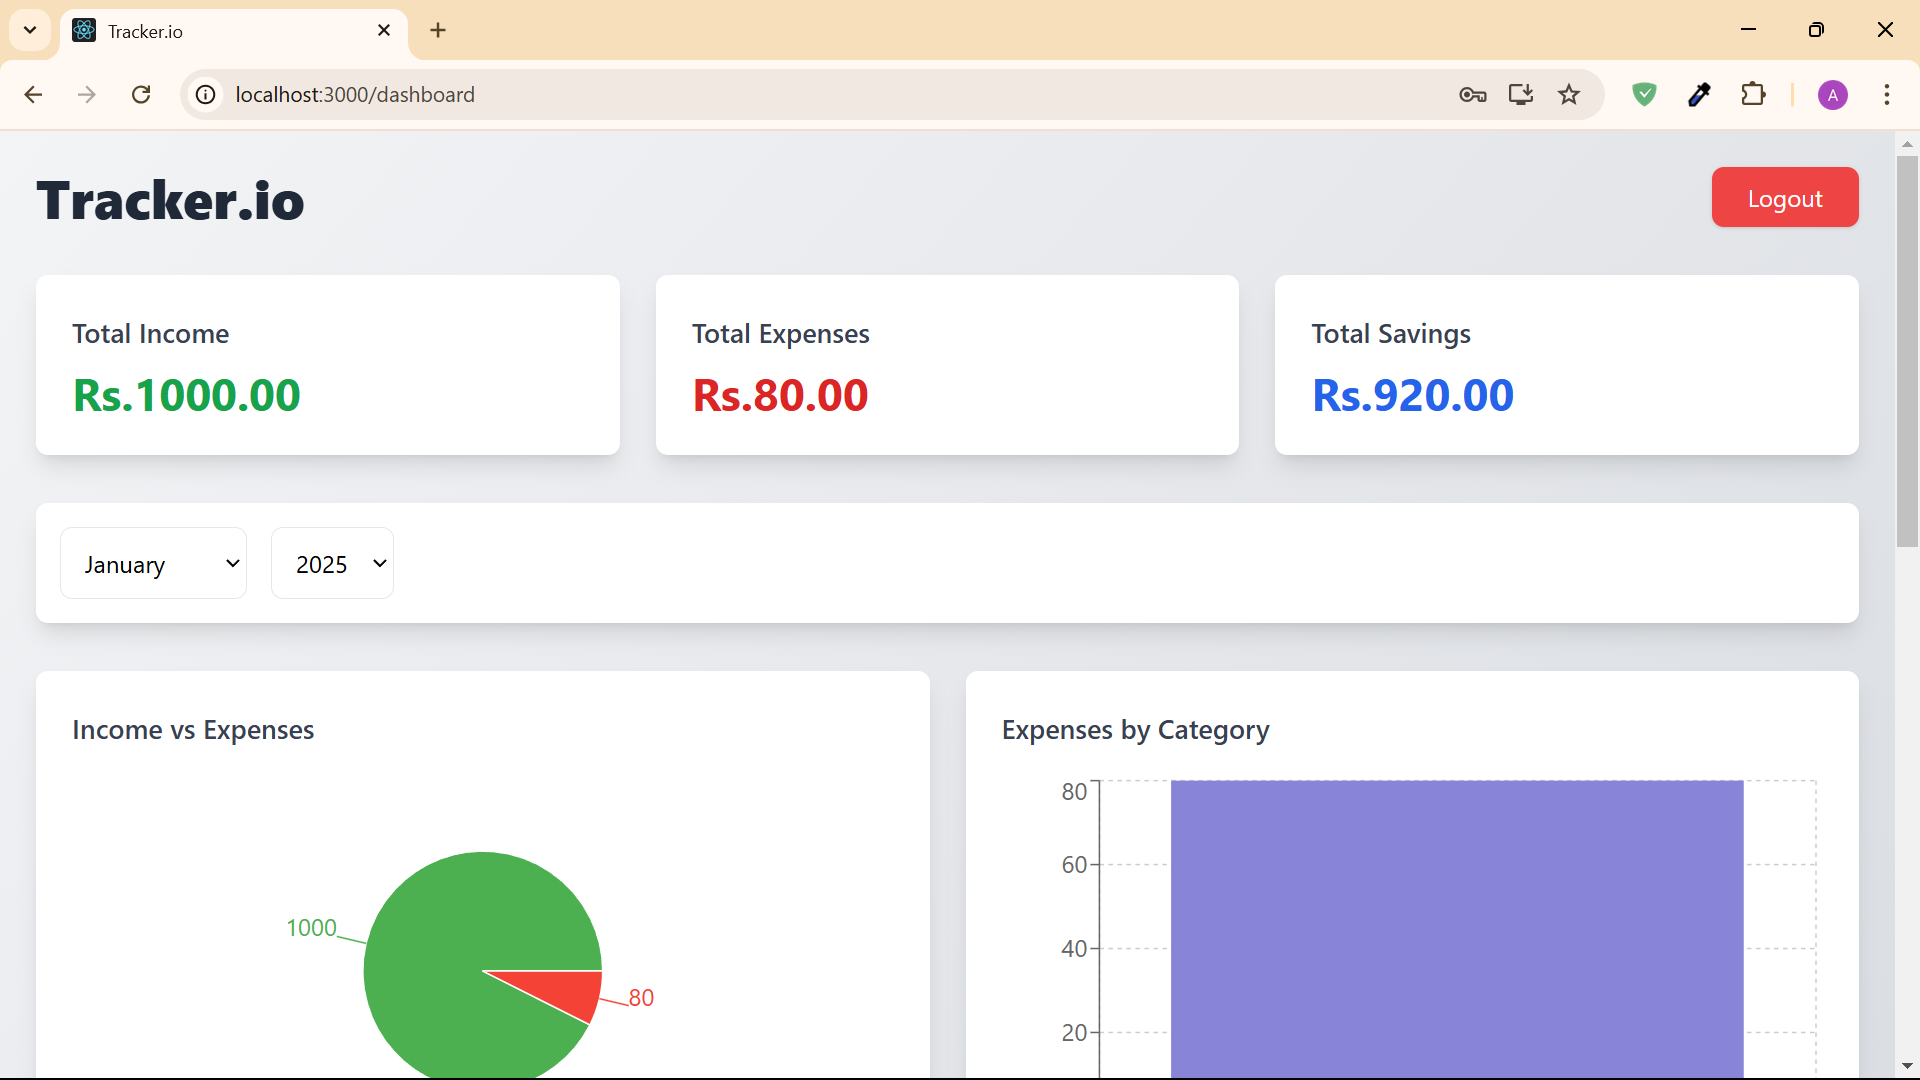 Tracker.io
localhost:3000/dashboard
A
Tracker.io
Logout
Total Income
Rs.1000.00
Total Expenses
Rs.80.00
Total Savings
Rs.920.00
January
2025
Income vs Expenses
1000
80
Expenses by Category
80
60
40
20